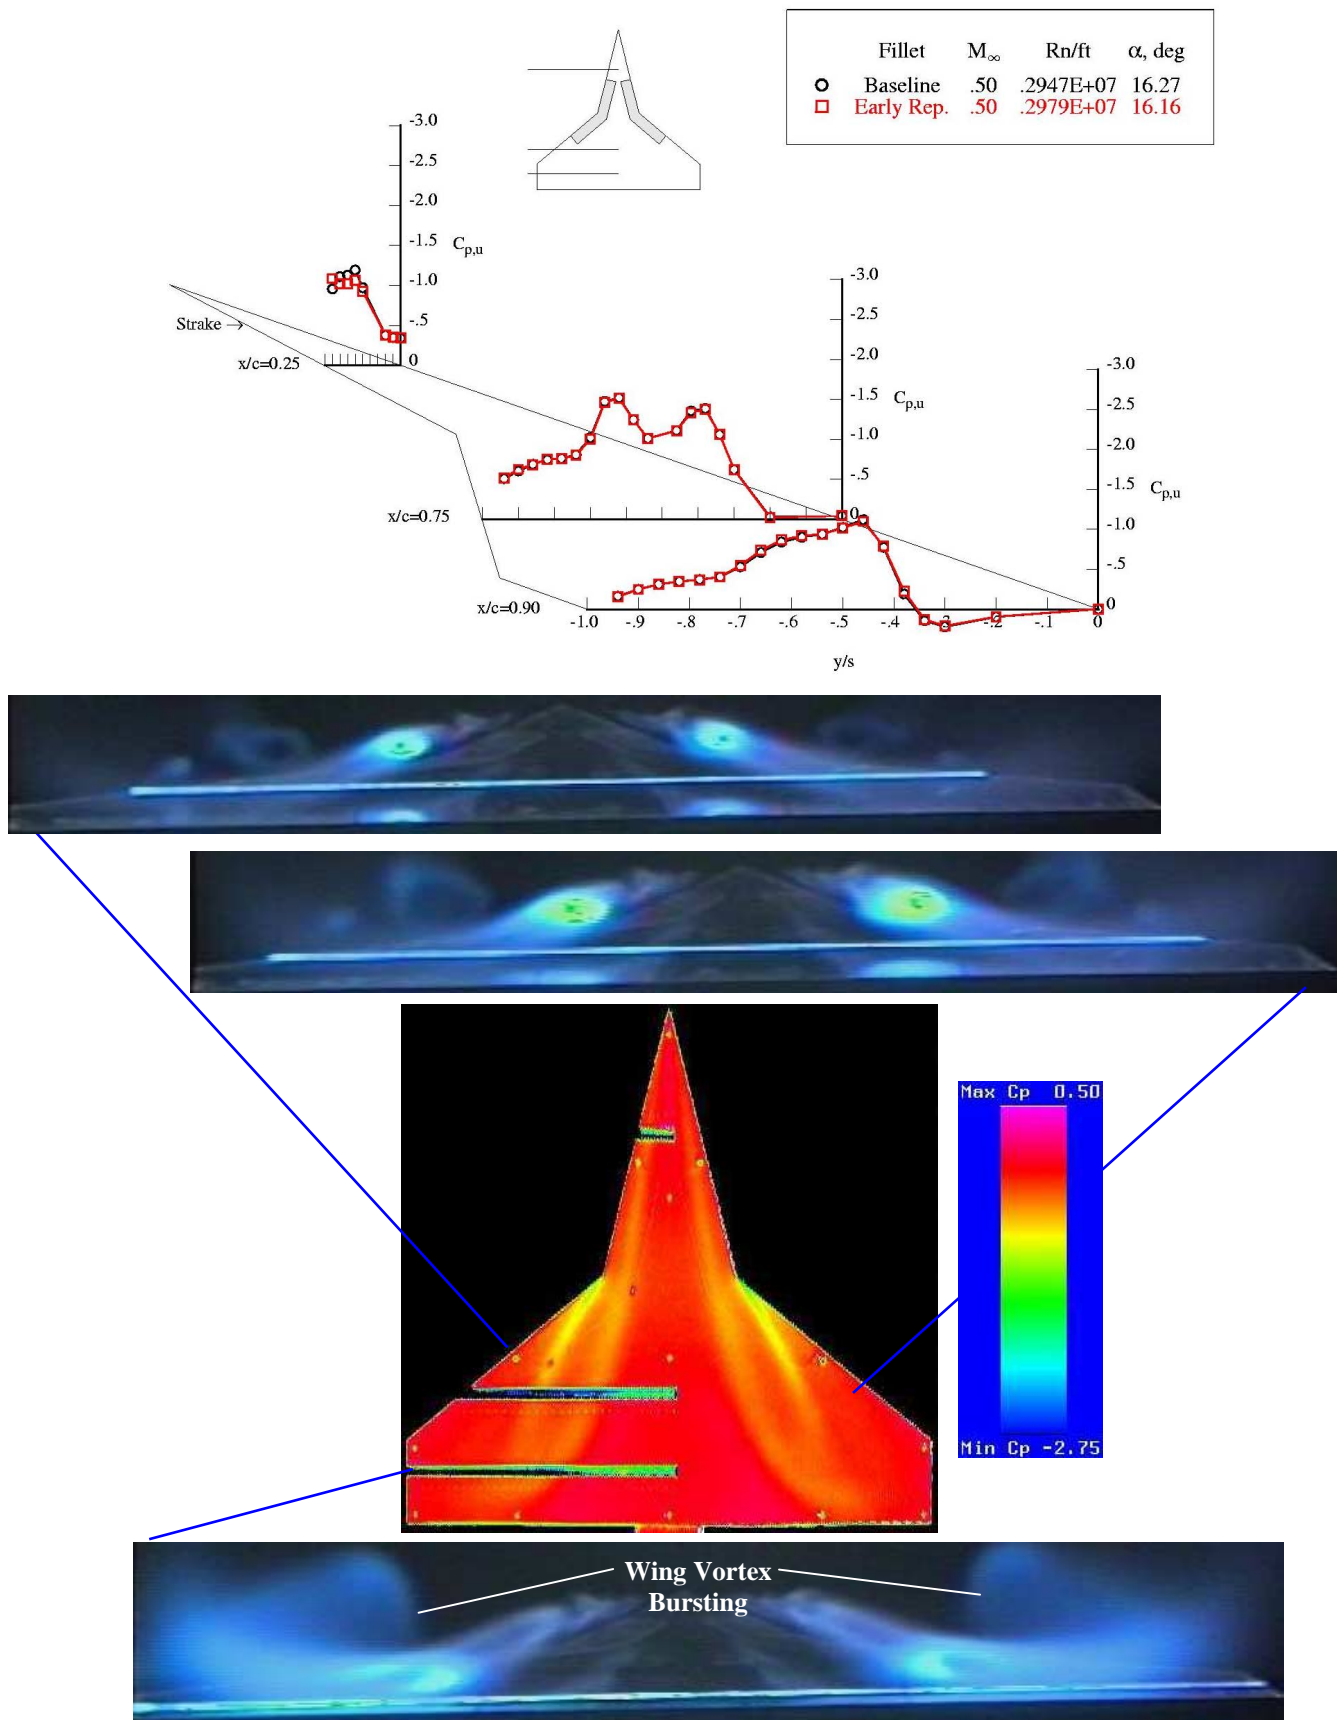 Fillet M∞ Rn/ft α, deg
Baseline .50 .2947E+07 16.27
Early Rep. .50 .2979E+07 16.16
-3.0
-2.5
-2.0
-1.5
Cp,u
-1.0
-.5
0
Strake →
x/c=0.25
-3.0
-2.5
-2.0
-1.5
Cp,u
-1.0
-.5
0
x/c=0.75
-3.0
-2.5
-2.0
-1.5
Cp,u
-1.0
-.5
0
x/c=0.90
-1.0 -.9 -.8 -.7 -.6 -.5 -.4 -.3 -.2 -.1 0
y/s
Max Cp 0.50
Min Cp -2.75
Wing Vortex
Bursting